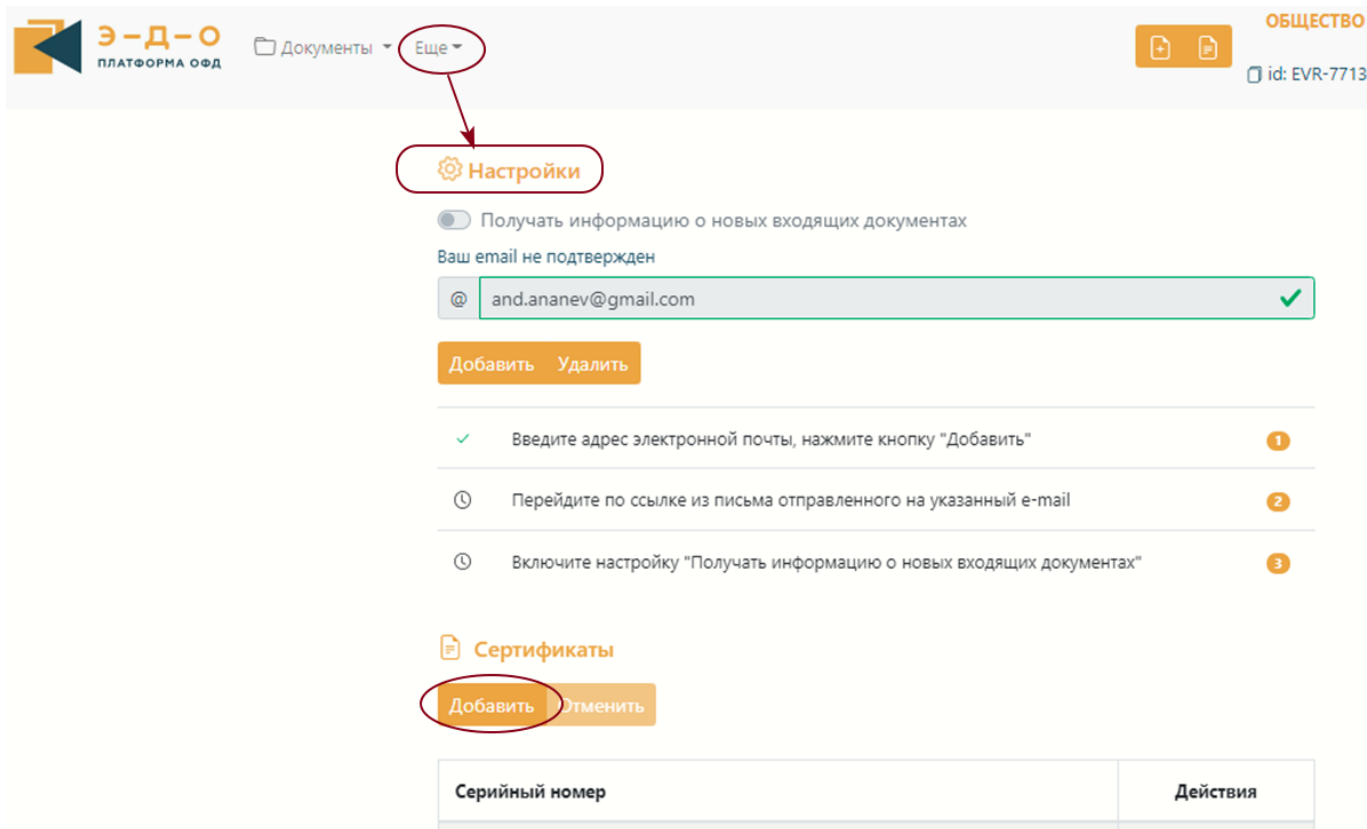 Э–Д–О
ПЛАТФОРМА ОФД
Документы
Еще
ОБЩЕСТВО
id: EVR-7713
Настройки
Получать информацию о новых входящих документах
Ваш email не подтвержден
@ and.ananev@gmail.com
Добавить Удалить
Введите адрес электронной почты, нажмите кнопку "Добавить" 1
Перейдите по ссылке из письма отправленного на указанный e-mail 2
Включите настройку "Получать информацию о новых входящих документах" 3
Сертификаты
Добавить Отменить
Серийный номер Действия